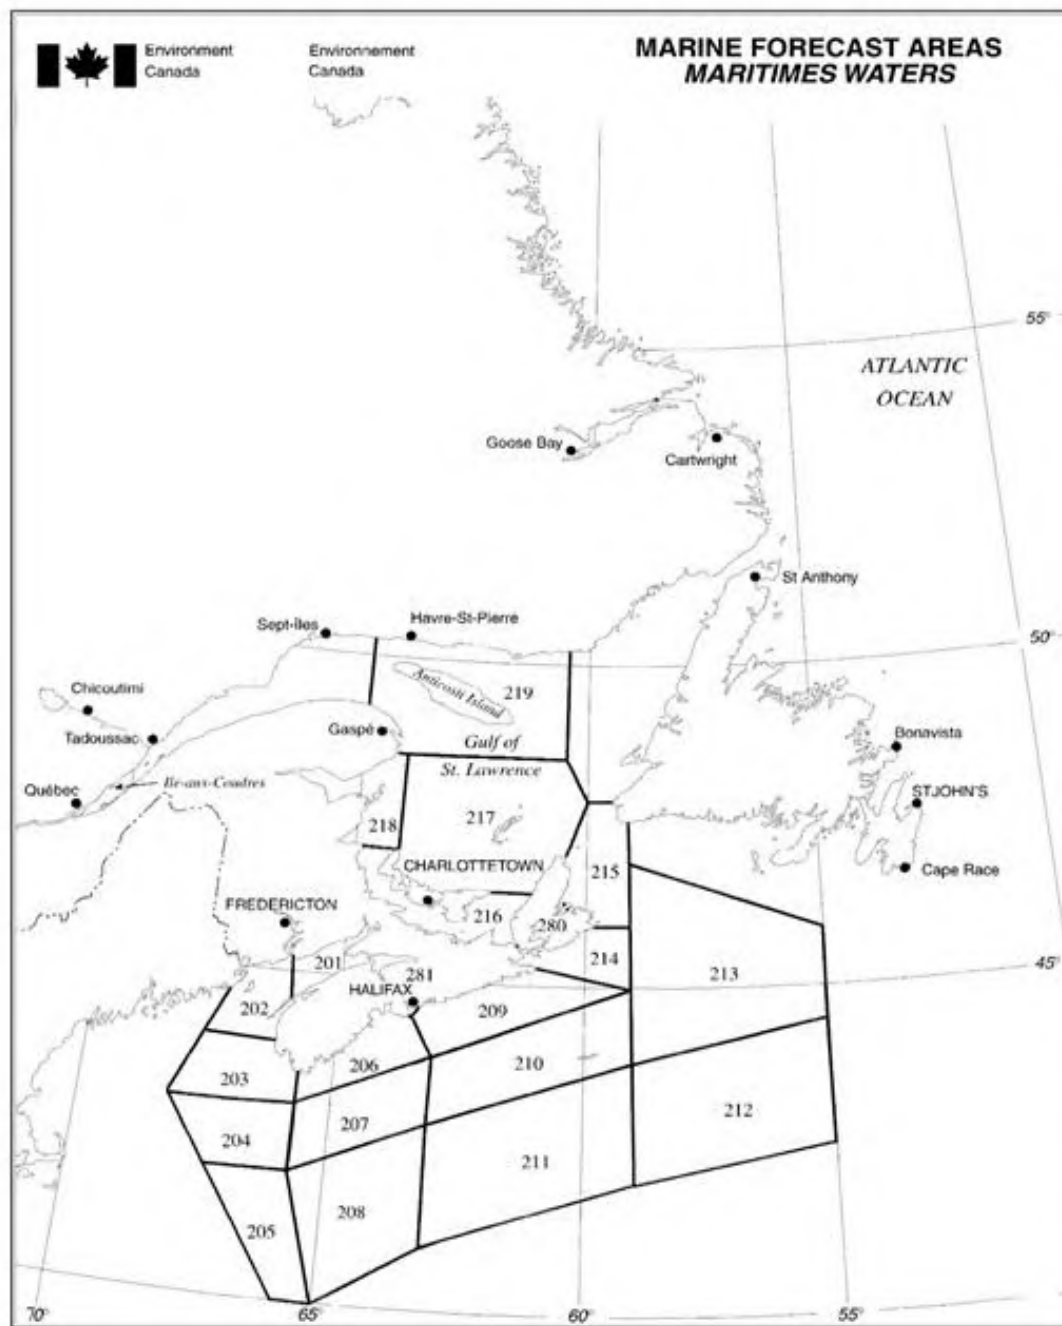 Environment
Canada
Environnement
Canada
MARINE FORECAST AREAS
MARITIMES WATERS
55°
ATLANTIC
OCEAN
Goose Bay
Cartwright
St Anthony
Sept-Îles
Havre-St-Pierre
50°
Chicoutimi
Anticosti Island
219
Tadoussac
Gaspé
Gulf of
St. Lawrence
Bonavista
Ile-aux-Coudres
Québec
STJOHN'S
218
217
CHARLOTTETOWN
215
Cape Race
FREDERICTON
216
280
201
281
214
213
45°
HALIFAX
202
209
206
210
203
207
212
204
211
208
205
70°
65°
60°
55°